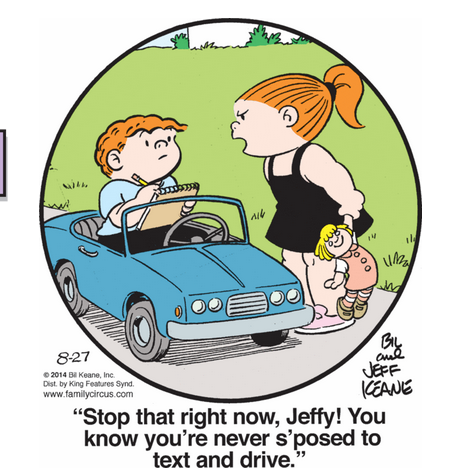 8-27
© 2014 Bil Keane, Inc.
Dist. by King Features Synd.
www.familycircus.com
BIL
and
JEFF
KEANE
“Stop that right now, Jeffy! You
know you’re never s’posed to
text and drive.”